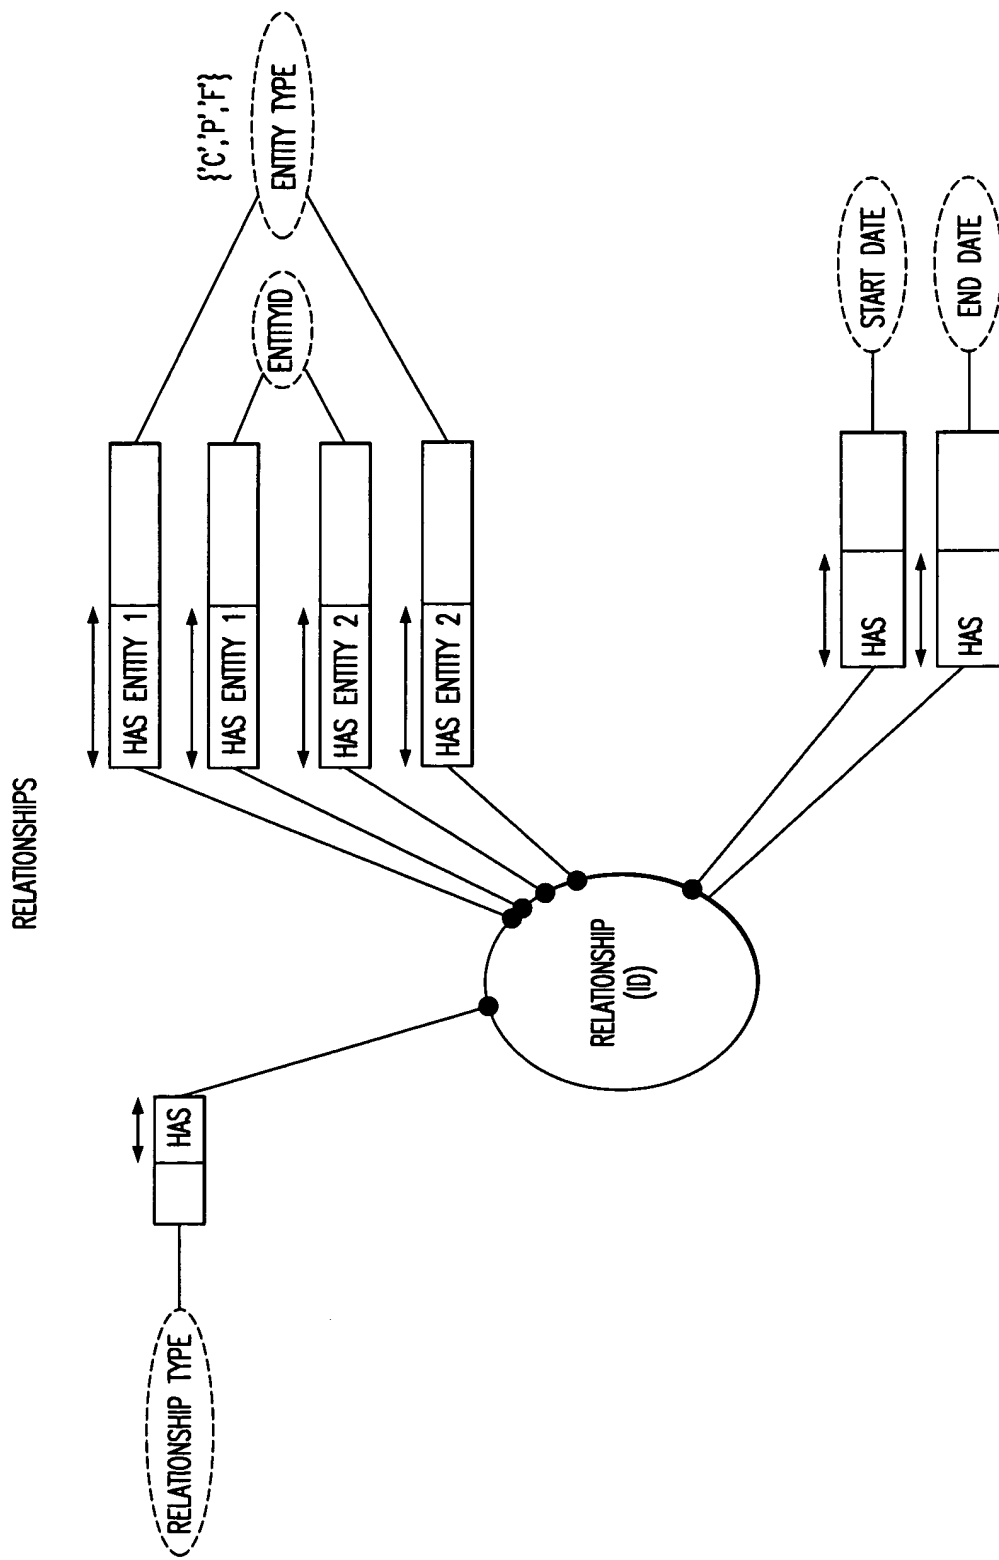 RELATIONSHIPS
{'C','P','F'}
ENTITY TYPE
ENTITYID
HAS ENTITY 1
HAS ENTITY 1
HAS ENTITY 2
HAS ENTITY 2
HAS
RELATIONSHIP TYPE
RELATIONSHIP
(ID)
HAS
START DATE
HAS
END DATE